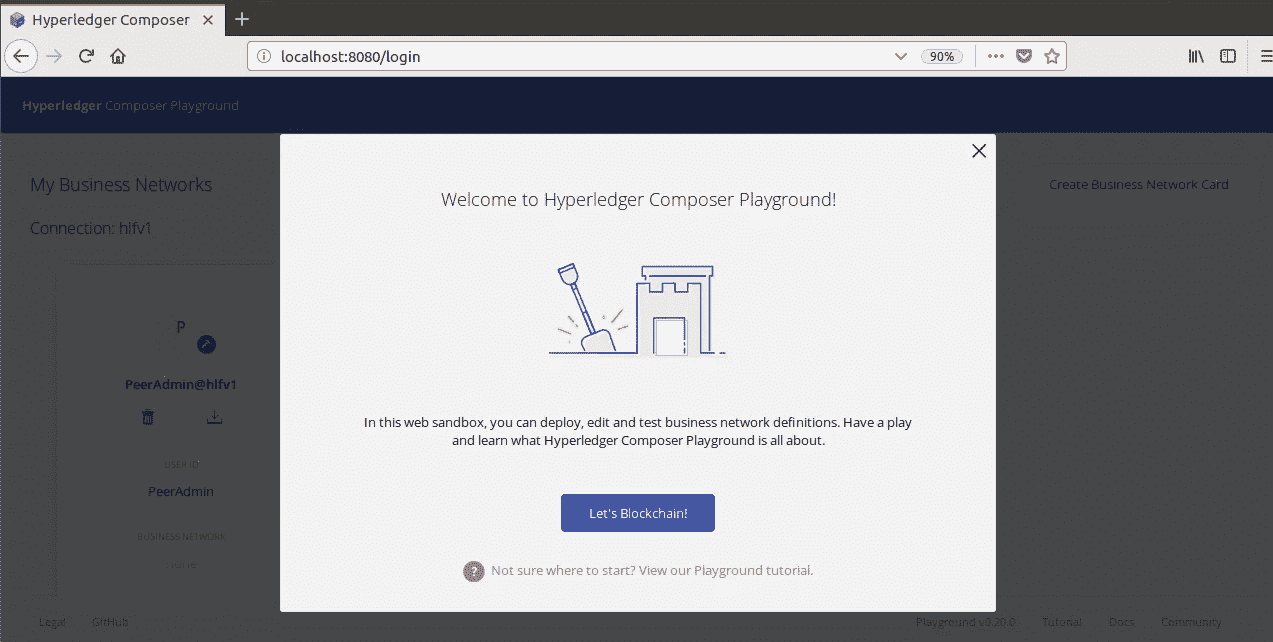 Hyperledger Composer
localhost:8080/login
90%
Hyperledger Composer Playground
My Business Networks
Create Business Network Card
Connection: hlfv1
P
PeerAdmin@hlfv1
USER ID
PeerAdmin
BUSINESS NETWORK
Welcome to Hyperledger Composer Playground!
In this web sandbox, you can deploy, edit and test business network definitions. Have a play
and learn what Hyperledger Composer Playground is all about.
Let's Blockchain!
? Not sure where to start? View our Playground tutorial.
Legal GitHub
Playground v0.20.0 Tutorial Docs Community